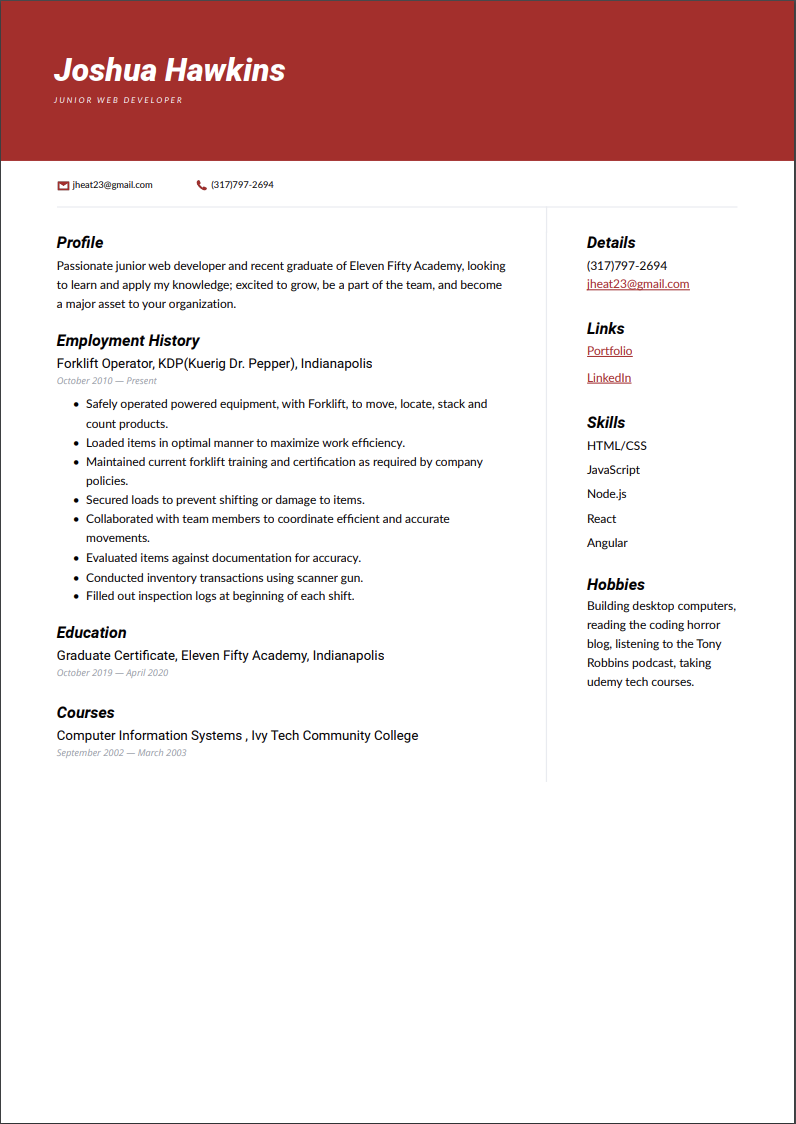 Joshua Hawkins
JUNIOR WEB DEVELOPER
jheat23@gmail.com (317)797-2694
Profile
Passionate junior web developer and recent graduate of Eleven Fifty Academy, looking
to learn and apply my knowledge; excited to grow, be a part of the team, and become
a major asset to your organization.
Employment History
Forklift Operator, KDP(Kuerig Dr. Pepper), Indianapolis
October 2010 — Present
• Safely operated powered equipment, with Forklift, to move, locate, stack and
count products.
• Loaded items in optimal manner to maximize work efficiency.
• Maintained current forklift training and certification as required by company
policies.
• Secured loads to prevent shifting or damage to items.
• Collaborated with team members to coordinate efficient and accurate
movements.
• Evaluated items against documentation for accuracy.
• Conducted inventory transactions using scanner gun.
• Filled out inspection logs at beginning of each shift.
Education
Graduate Certificate, Eleven Fifty Academy, Indianapolis
October 2019 — April 2020
Courses
Computer Information Systems , Ivy Tech Community College
September 2002 — March 2003
Details
(317)797-2694
jheat23@gmail.com
Links
Portfolio
LinkedIn
Skills
HTML/CSS
JavaScript
Node.js
React
Angular
Hobbies
Building desktop computers,
reading the coding horror
blog, listening to the Tony
Robbins podcast, taking
udemy tech courses.